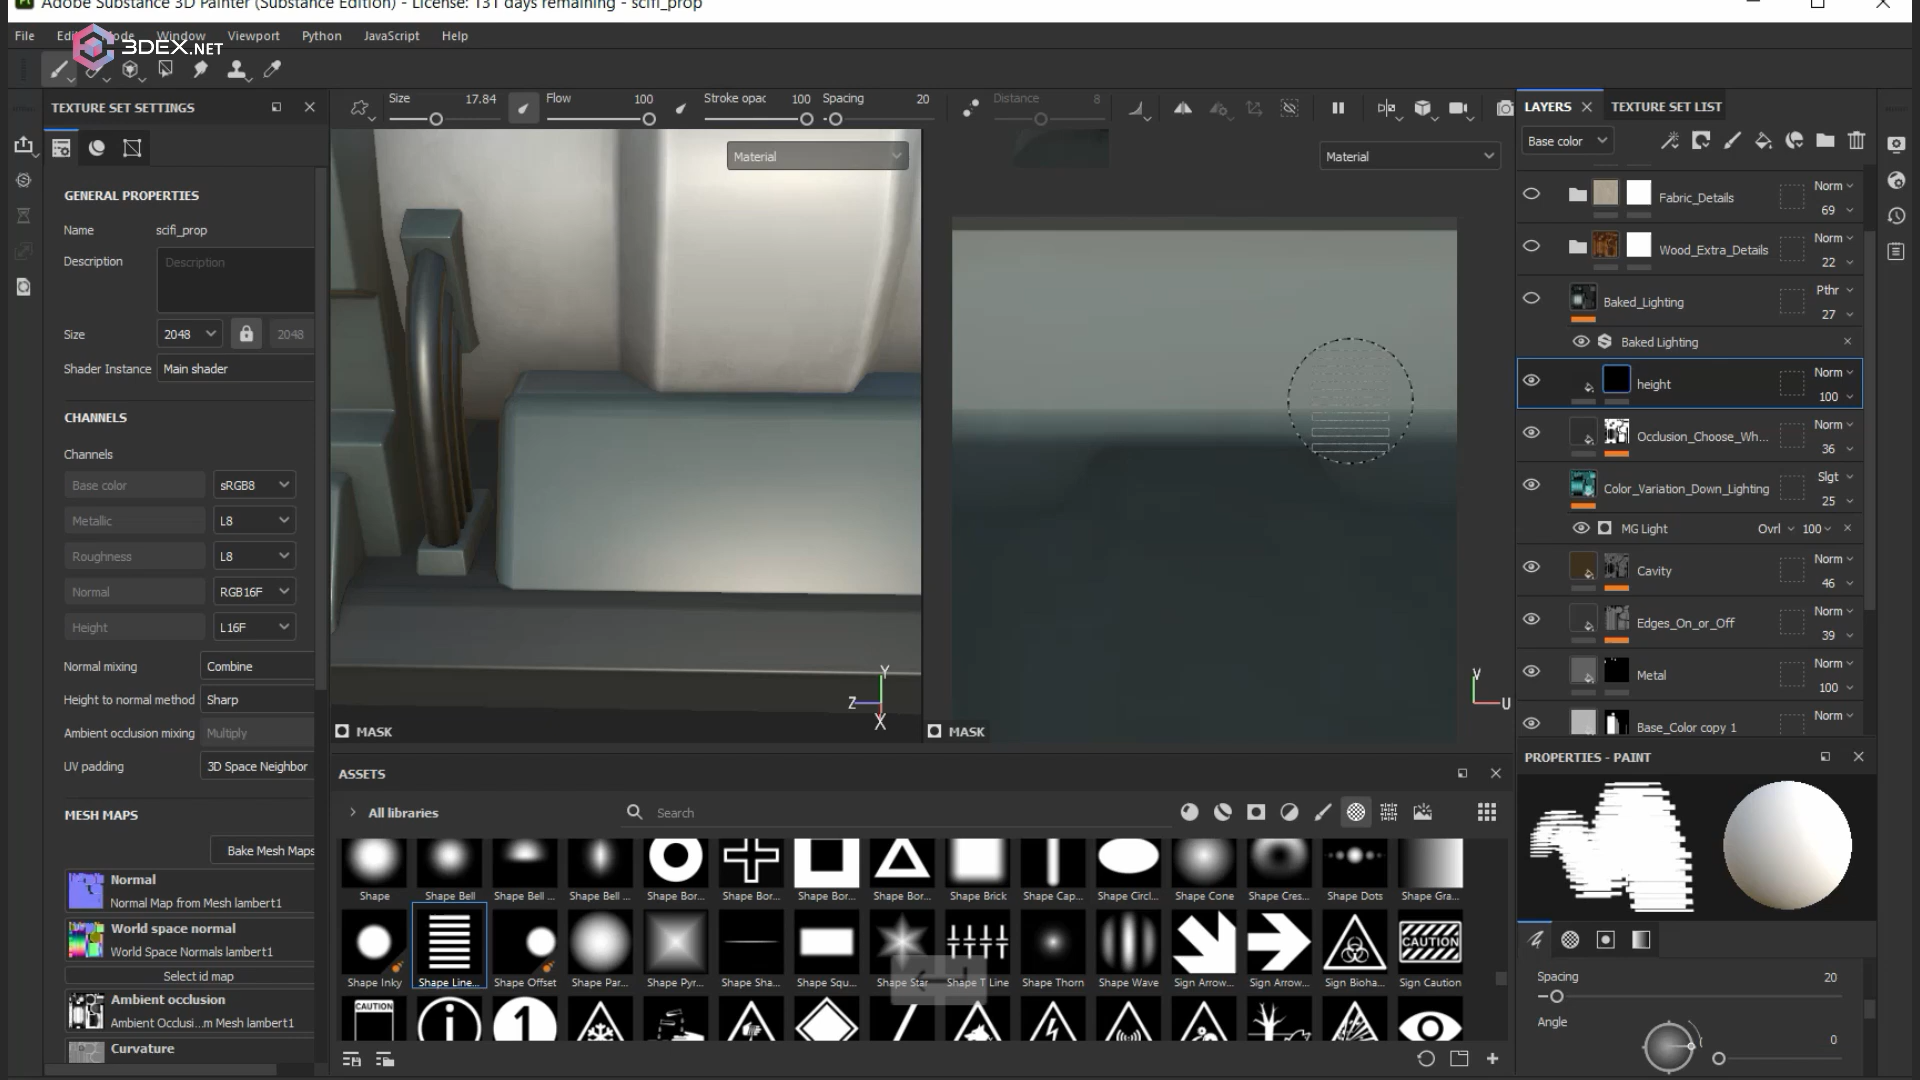 Adobe Substance 3D Painter (Substance Edition) - License: 131 days remaining - scifi_prop
File Edit Mode Window Viewport Python JavaScript Help
3DEX.NET
TEXTURE SET SETTINGS
Size 17.84
Flow 100
Stroke opac 100
Spacing 20
Distance 8
LAYERS TEXTURE SET LIST
Base color
Material
Material
GENERAL PROPERTIES
Name scifi_prop
Description Description
Size 2048 2048
Shader Instance Main shader
CHANNELS
Channels
Base color sRGB8
Metallic L8
Roughness L8
Normal RGB16F
Height L16F
Normal mixing Combine
Height to normal method Sharp
Ambient occlusion mixing Multiply
UV padding 3D Space Neighbor
MESH MAPS
Bake Mesh Maps
Normal
Normal Map from Mesh lambert1
World space normal
World Space Normals lambert1
Select id map
Ambient occlusion
Ambient Occlusi...m Mesh lambert1
Curvature
Y
Z
X
V
U
MASK
MASK
Fabric_Details Norm 69
Wood_Extra_Details Norm 22
Baked_Lighting Pthr 27
Baked Lighting
height Norm 100
Occlusion_Choose_Wh... Norm 36
Color_Variation_Down_Lighting Slgt 25
MG Light Ovrl 100
Cavity Norm 46
Edges_On_or_Off Norm 39
Metal Norm 100
Base_Color copy 1 Norm
ASSETS
All libraries
Search
Shape Shape Bell Shape Bell ... Shape Bell ... Shape Bor... Shape Bor... Shape Bor... Shape Bor... Shape Brick Shape Cap... Shape Circl... Shape Cone Shape Cres... Shape Dots Shape Gra...
CAUTION
Shape Inky Shape Line... Shape Offset Shape Par... Shape Pyr... Shape Sha... Shape Squ... Shape Star Shape T Line Shape Thorn Shape Wave Sign Arrow... Sign Arrow... Sign Bioha... Sign Caution
CAUTION
i
1
PROPERTIES - PAINT
Spacing 20
Angle 0